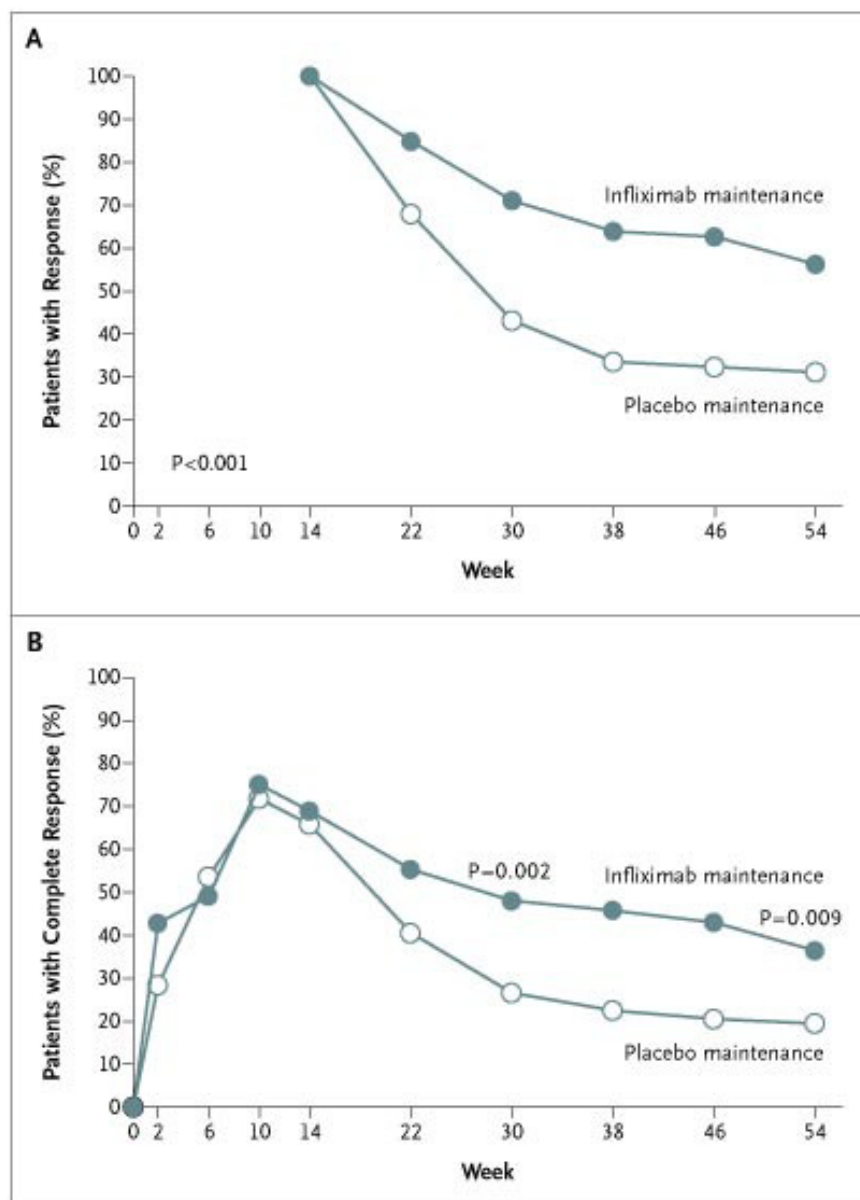 A
Patients with Response (%)
100
90
80
70
60
50
40
30
20
10
0
Infliximab maintenance
Placebo maintenance
P<0.001
0 2 6 10 14 22 30 38 46 54
Week
B
Patients with Complete Response (%)
100
90
80
70
60
50
40
30
20
10
0
P=0.002
Infliximab maintenance
P=0.009
Placebo maintenance
0 2 6 10 14 22 30 38 46 54
Week